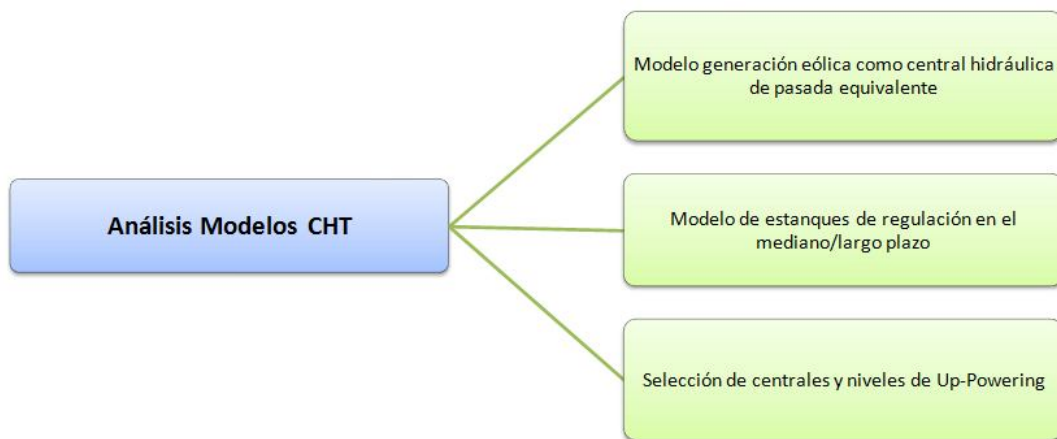 Análisis Modelos CHT
Modelo generación eólica como central hidráulica
de pasada equivalente
Modelo de estanques de regulación en el
mediano/largo plazo
Selección de centrales y niveles de Up-Powering